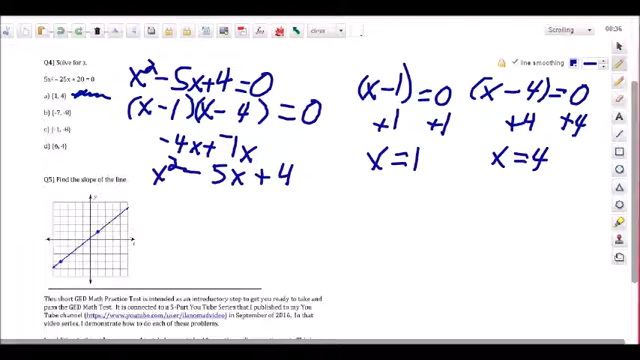 08:36
Scrolling
line smoothing
Q4) Solve for x.
5x² – 25x + 20 = 0
a) {1, 4}
b) {-7, -8}
c) {-1, -6}
d) {6, 4}
x² - 5x + 4 = 0
(x - 1)(x - 4) = 0
-4x + -1x
x² - 5x + 4
(x - 1) = 0 (x - 4) = 0
+1 +1 +4 +4
x = 1 x = 4
Q5) Find the slope of the line.
y
This short GED Math Practice Test is intended as an introductory step to get you ready to take and
pass the GED Math Test. It is connected to a 5-Part You Tube Series that I published to my You
Tube channel (https://www.youtube.com/user/ilanomadvideo) in September of 2016. In that
video series, I demonstrate how to do each of these problems.